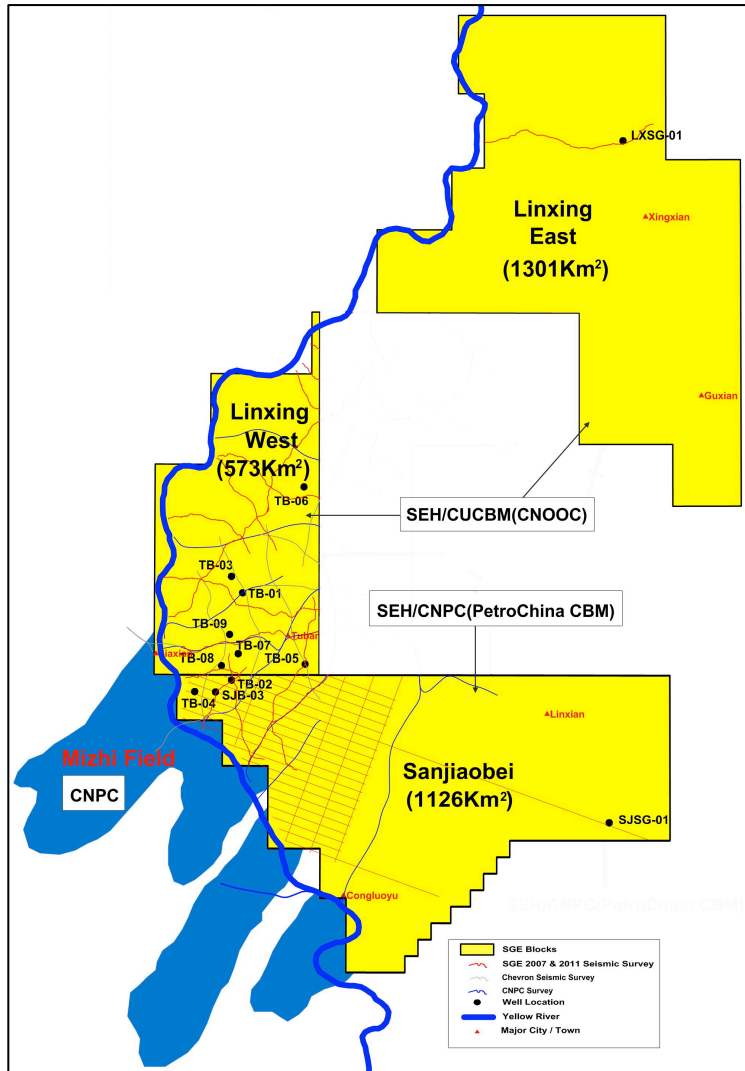 LXSG-01
Linxing
East
(1301Km²)
Xingxian
Guxian
Linxing
West
(573Km²)
TB-06
SEH/CUCBM(CNOOC)
TB-03
TB-01
SEH/CNPC(PetroChina CBM)
TB-09
TB-07
TB-08
TB-05
TB-02
TB-04
SJB-03
Linxian
Mizhi Field
CNPC
Sanjiaobei
(1126Km²)
SJSG-01
Congluoyu
SEH/CNPC(PetroChina CBM)
SGE Blocks
SGE 2007 & 2011 Seismic Survey
Chevron Seismic Survey
CNPC Survey
Well Location
Yellow River
Major City / Town